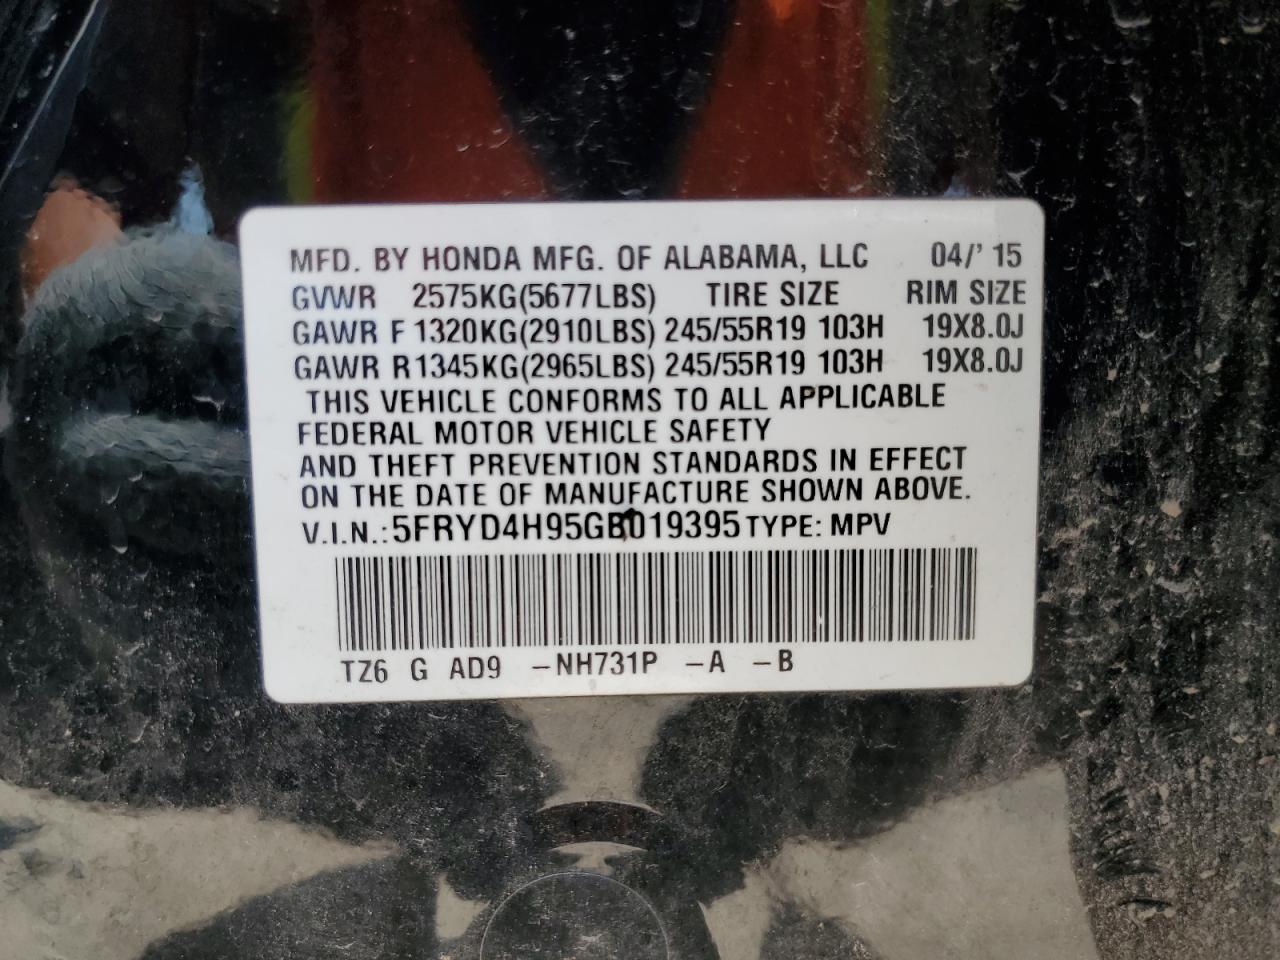 MFD. BY HONDA MFG. OF ALABAMA, LLC 04/' 15
GVWR 2575KG(5677LBS) TIRE SIZE RIM SIZE
GAWR F 1320KG(2910LBS) 245/55R19 103H 19X8.0J
GAWR R1345KG(2965LBS) 245/55R19 103H 19X8.0J
THIS VEHICLE CONFORMS TO ALL APPLICABLE
FEDERAL MOTOR VEHICLE SAFETY
AND THEFT PREVENTION STANDARDS IN EFFECT
ON THE DATE OF MANUFACTURE SHOWN ABOVE.
V.I.N.: 5FRYD4H95GB019395 TYPE: MPV
TZ6 G AD9 -NH731P -A -B